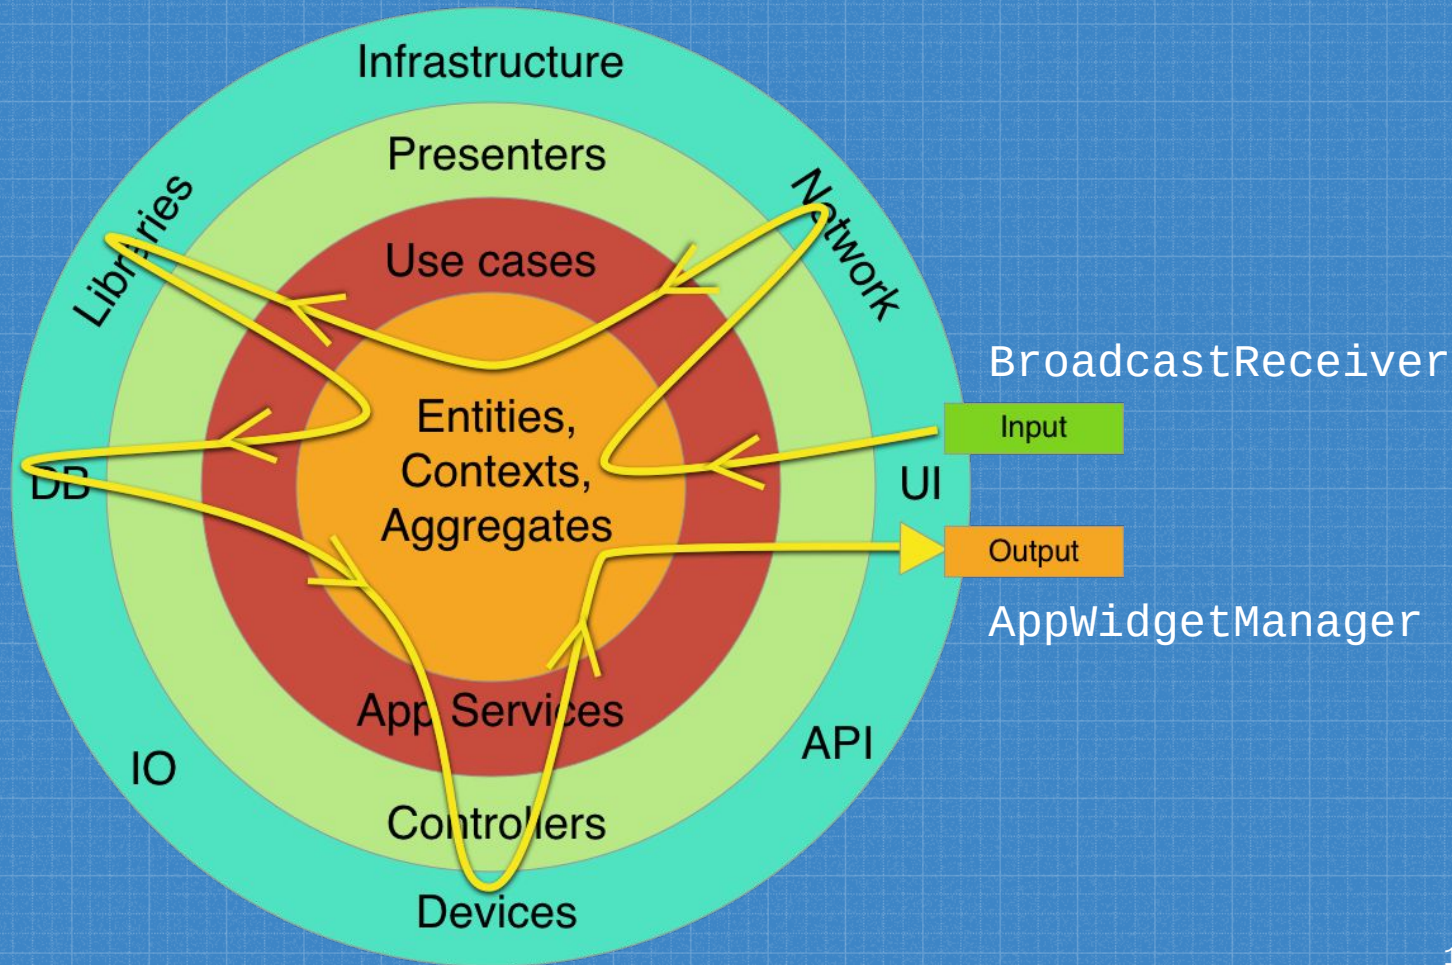 Infrastructure
Presenters
Libraries
Network
Use cases
BroadcastReceiver
Entities,
Contexts,
Aggregates
Input
DB
UI
Output
AppWidgetManager
App Services
API
IO
Controllers
Devices